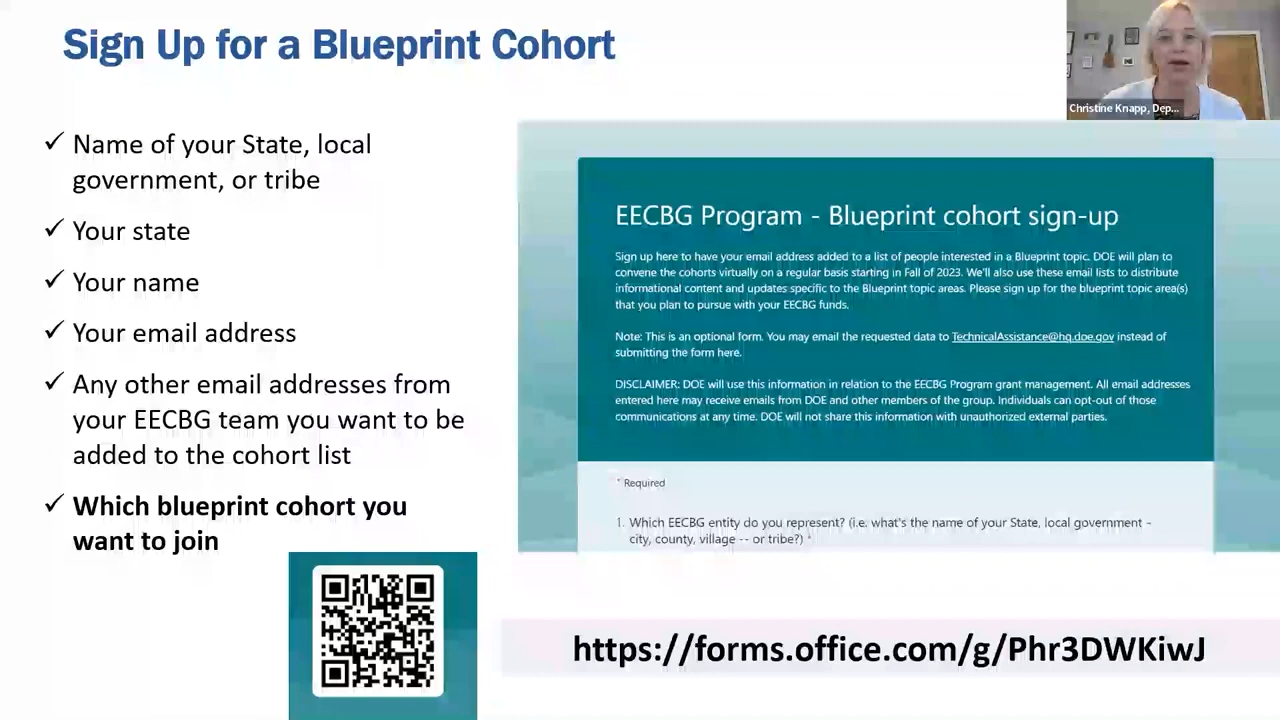 Sign Up for a Blueprint Cohort
Christine Knapp, Dep...
✓ Name of your State, local
government, or tribe
✓ Your state
✓ Your name
✓ Your email address
✓ Any other email addresses from
your EECBG team you want to be
added to the cohort list
✓ Which blueprint cohort you
want to join
EECBG Program - Blueprint cohort sign-up
Sign up here to have your email address added to a list of people interested in a Blueprint topic. DOE will plan to
convene the cohorts virtually on a regular basis starting in Fall of 2023. We'll also use these email lists to distribute
informational content and updates specific to the Blueprint topic areas. Please sign up for the blueprint topic area(s)
that you plan to pursue with your EECBG funds.
Note: This is an optional form. You may email the requested data to TechnicalAssistance@hq.doe.gov instead of
submitting the form here.
DISCLAIMER: DOE will use this information in relation to the EECBG Program grant management. All email addresses
entered here may receive emails from DOE and other members of the group. Individuals can opt-out of those
communications at any time. DOE will not share this information with unauthorized external parties.
* Required
1. Which EECBG entity do you represent? (i.e. what's the name of your State, local government -
city, county, village -- or tribe?) *
https://forms.office.com/g/Phr3DWKiwJ